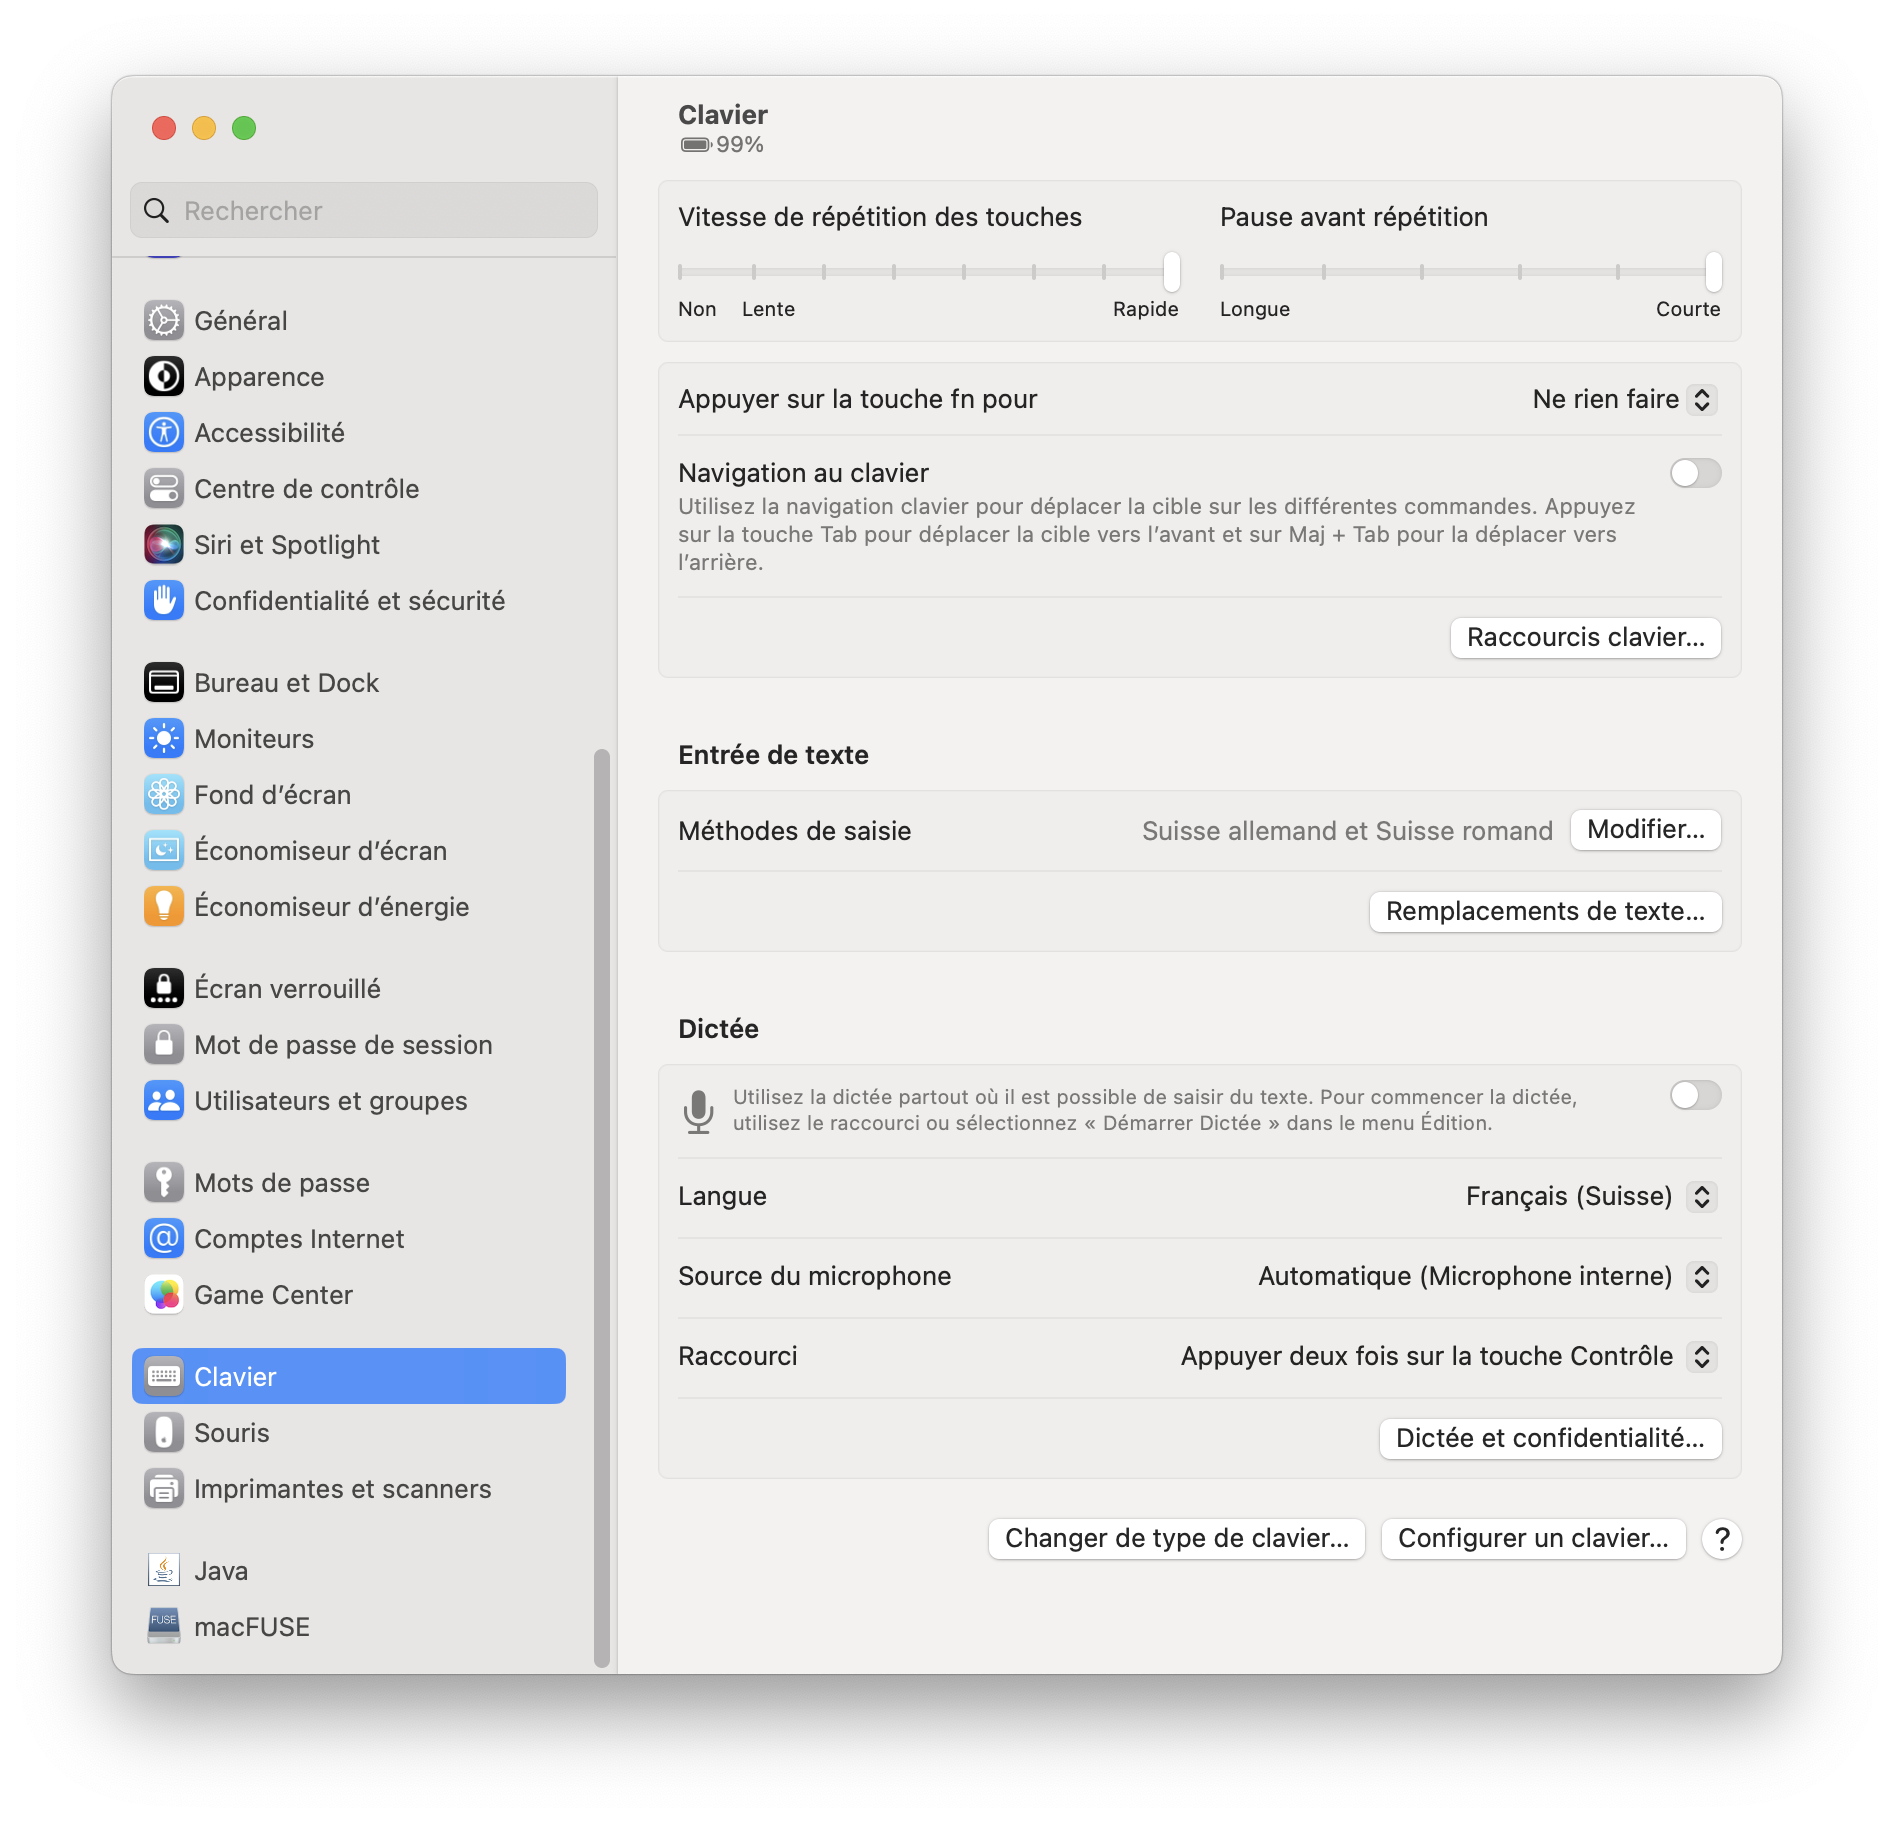 Rechercher
Général
Apparence
Accessibilité
Centre de contrôle
Siri et Spotlight
Confidentialité et sécurité
Bureau et Dock
Moniteurs
Fond d’écran
Économiseur d’écran
Économiseur d’énergie
Écran verrouillé
Mot de passe de session
Utilisateurs et groupes
Mots de passe
Comptes Internet
Game Center
Clavier
Souris
Imprimantes et scanners
Java
FUSE
macFUSE
Clavier
99%
Vitesse de répétition des touches
Non Lente Rapide
Pause avant répétition
Longue Courte
Appuyer sur la touche fn pour Ne rien faire
Navigation au clavier
Utilisez la navigation clavier pour déplacer la cible sur les différentes commandes. Appuyez
sur la touche Tab pour déplacer la cible vers l’avant et sur Maj + Tab pour la déplacer vers
l’arrière.
Raccourcis clavier...
Entrée de texte
Méthodes de saisie Suisse allemand et Suisse romand Modifier...
Remplacements de texte...
Dictée
Utilisez la dictée partout où il est possible de saisir du texte. Pour commencer la dictée,
utilisez le raccourci ou sélectionnez « Démarrer Dictée » dans le menu Édition.
Langue Français (Suisse)
Source du microphone Automatique (Microphone interne)
Raccourci Appuyer deux fois sur la touche Contrôle
Dictée et confidentialité...
Changer de type de clavier... Configurer un clavier... ?